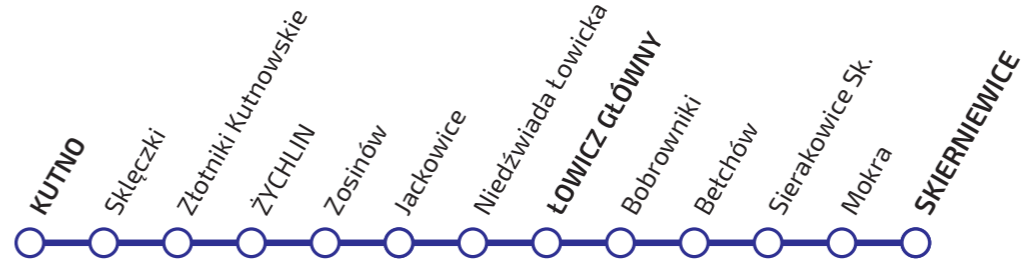 KUTNO
Sklęczki
Złotniki Kutnowskie
ŻYCHLIN
Zosinów
Jackowice
Niedźwiada Łowicka
ŁOWICZ GŁÓWNY
Bobrowniki
Bełchów
Sierakowice Sk.
Mokra
SKIERNIEWICE